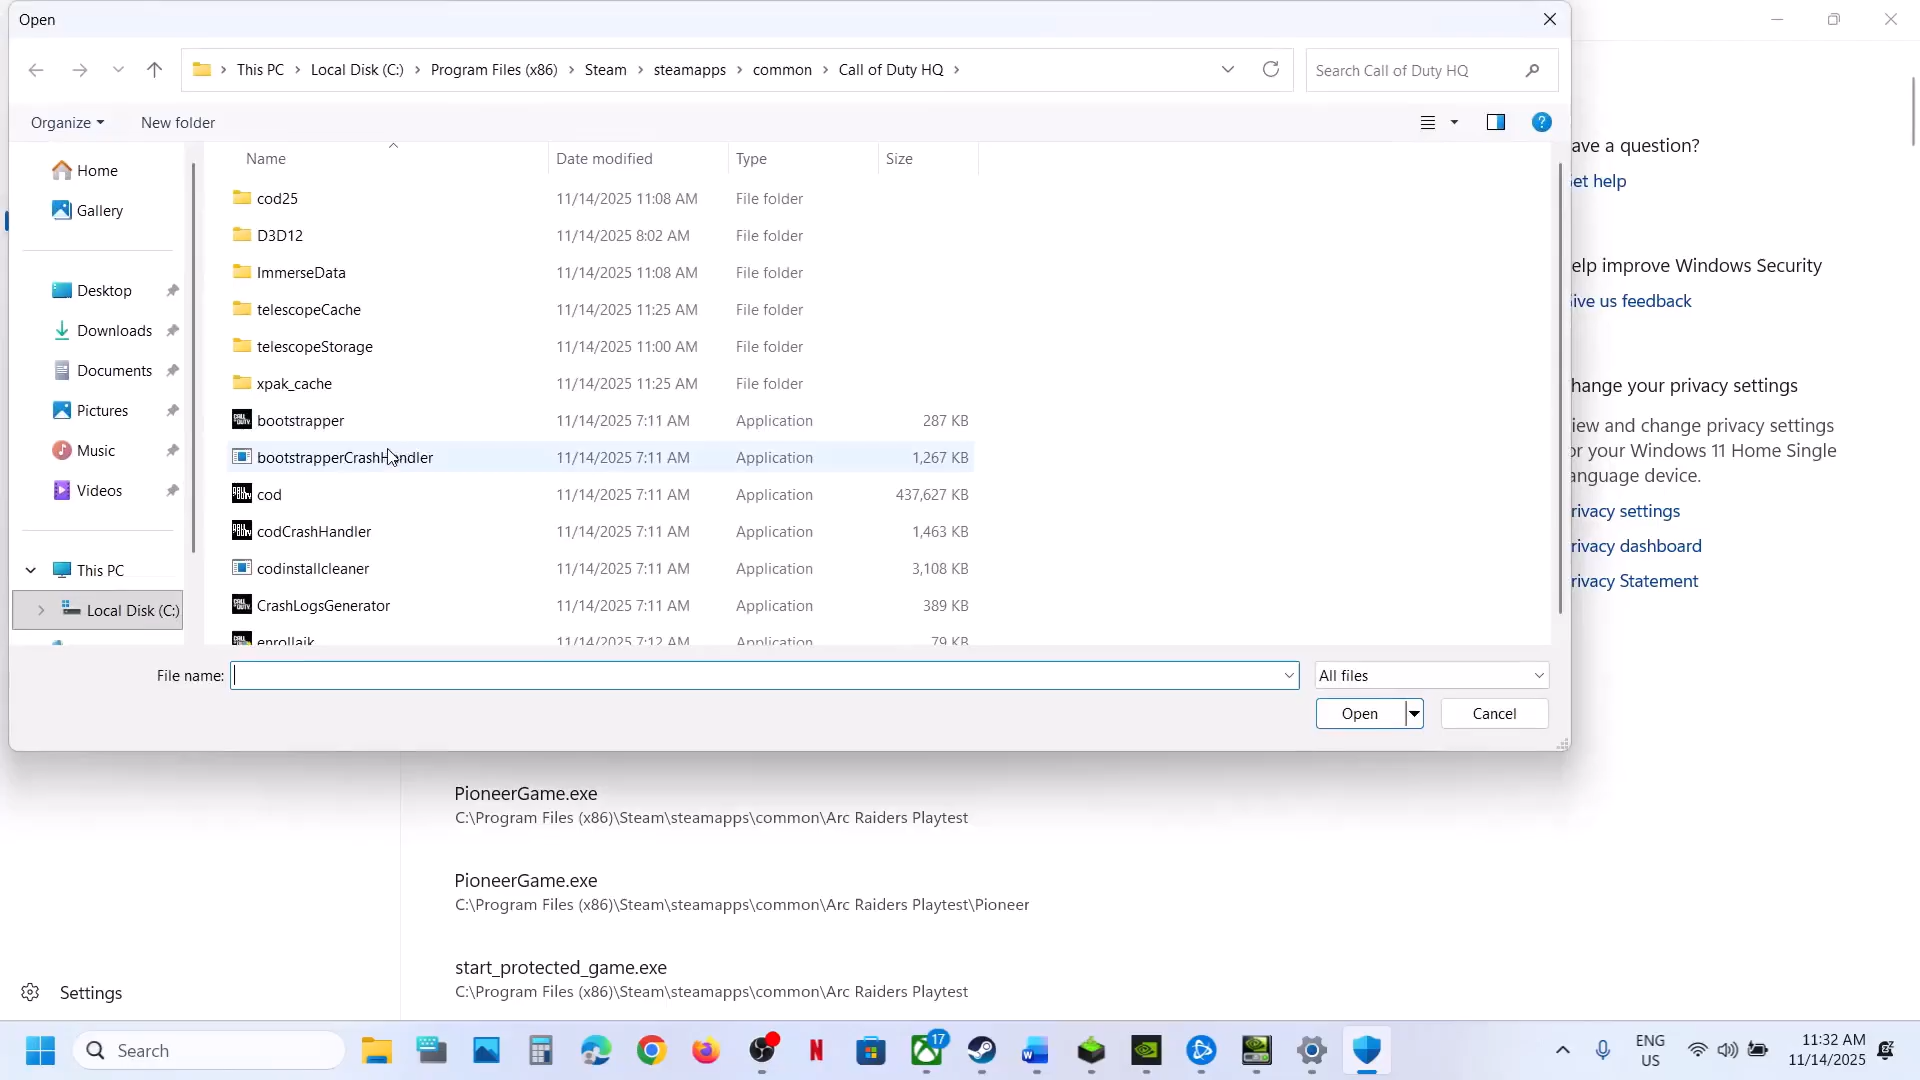 Open
This PC
Local Disk (C:)
Program Files (x86)
Steam
steamapps
common
Call of Duty HQ
Search Call of Duty HQ
Organize
New folder
Name
Date modified
Type
Size
Home
Gallery
Desktop
Downloads
Documents
Pictures
Music
Videos
This PC
Local Disk (C:)
cod25 11/14/2025 11:08 AM File folder
D3D12 11/14/2025 8:02 AM File folder
ImmerseData 11/14/2025 11:08 AM File folder
telescopeCache 11/14/2025 11:25 AM File folder
telescopeStorage 11/14/2025 11:00 AM File folder
xpak_cache 11/14/2025 11:25 AM File folder
bootstrapper 11/14/2025 7:11 AM Application 287 KB
bootstrapperCrashHandler 11/14/2025 7:11 AM Application 1,267 KB
cod 11/14/2025 7:11 AM Application 437,627 KB
codCrashHandler 11/14/2025 7:11 AM Application 1,463 KB
codinstallcleaner 11/14/2025 7:11 AM Application 3,108 KB
CrashLogsGenerator 11/14/2025 7:11 AM Application 389 KB
enrollaik 11/14/2025 7:12 AM Application 79 KB
File name:
All files
Open
Cancel
ave a question?
et help
elp improve Windows Security
ive us feedback
hange your privacy settings
iew and change privacy settings
or your Windows 11 Home Single
anguage device.
rivacy settings
rivacy dashboard
rivacy Statement
PioneerGame.exe
C:\Program Files (x86)\Steam\steamapps\common\Arc Raiders Playtest
PioneerGame.exe
C:\Program Files (x86)\Steam\steamapps\common\Arc Raiders Playtest\Pioneer
start_protected_game.exe
C:\Program Files (x86)\Steam\steamapps\common\Arc Raiders Playtest
Settings
Search
17
ENG
US
11:32 AM
11/14/2025